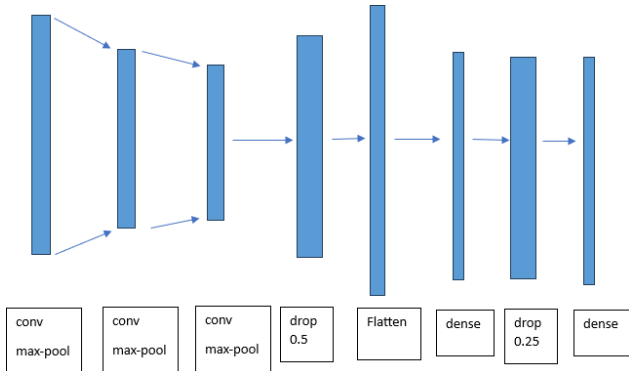 conv
max-pool
conv
max-pool
conv
max-pool
drop
0.5
Flatten
dense
drop
0.25
dense